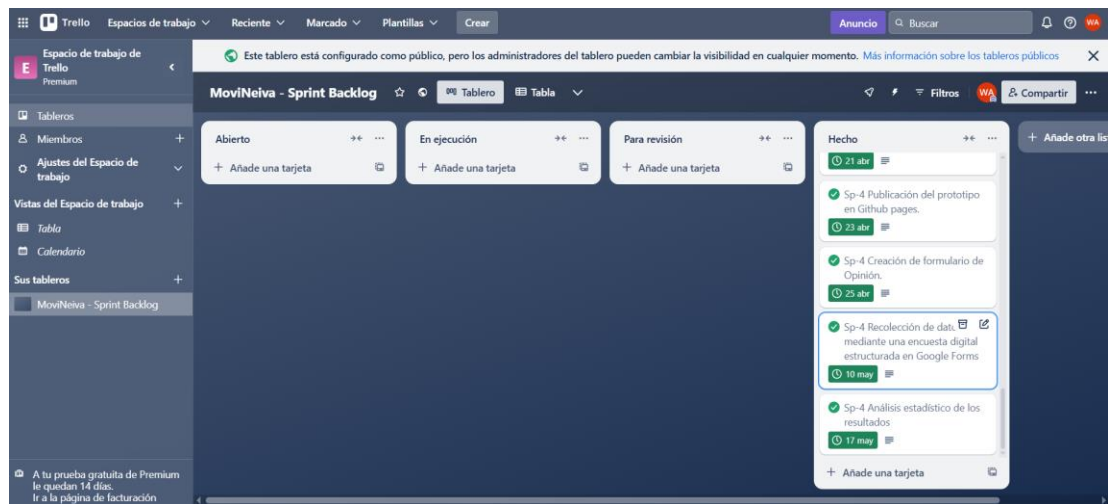 Trello
Espacios de trabajo
Reciente
Marcado
Plantillas
Crear
Anuncio
Buscar
WA
E
Espacio de trabajo de
Trello
Premium
Este tablero está configurado como público, pero los administradores del tablero pueden cambiar la visibilidad en cualquier momento. Más información sobre los tableros públicos
MoviNeiva - Sprint Backlog
Tablero
Tabla
Filtros
WA
Compartir
Tableros
Miembros
Ajustes del Espacio de
trabajo
Vistas del Espacio de trabajo
Tabla
Calendario
Sus tableros
MoviNeiva - Sprint Backlog
A tu prueba gratuita de Premium
le quedan 14 días.
Ir a la página de facturación
Abierto
Añade una tarjeta
En ejecución
Añade una tarjeta
Para revisión
Añade una tarjeta
Hecho
21 abr
Sp-4 Publicación del prototipo
en Github pages.
23 abr
Sp-4 Creación de formulario de
Opinión.
25 abr
Sp-4 Recolección de
mediante una encuesta digital
estructurada en Google Forms
10 may
Sp-4 Análisis estadístico de los
resultados
17 may
Añade una tarjeta
Añade otra lis